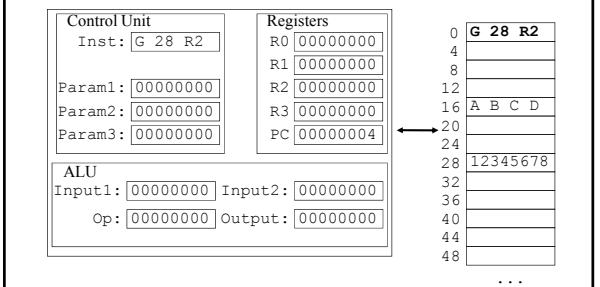 Control Unit
Inst: G 28 R2
Param1: 00000000
Param2: 00000000
Param3: 00000000
Registers
R0 00000000
R1 00000000
R2 00000000
R3 00000000
PC 00000004
ALU
Input1: 00000000 Input2: 00000000
Op: 00000000 Output: 00000000
0 G 28 R2
4
8
12
16 A B C D
20
24
28 12345678
32
36
40
44
48
...